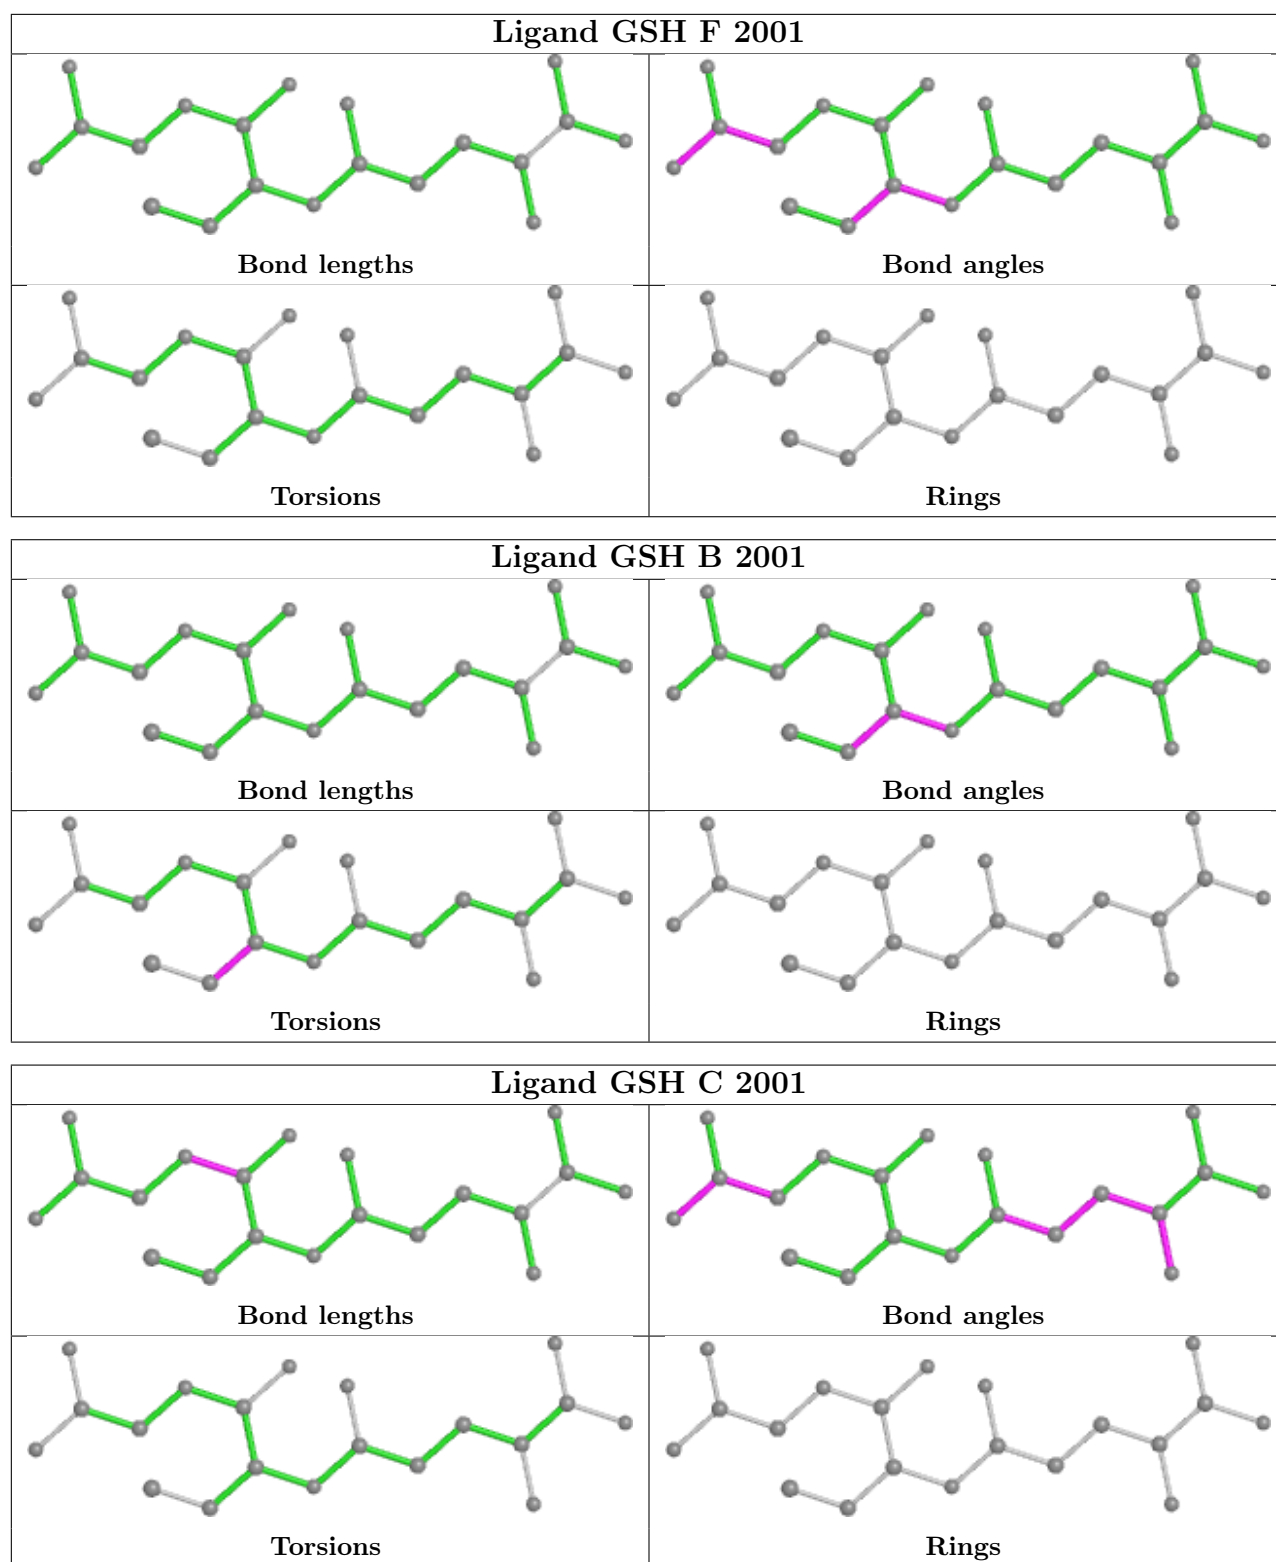 Ligand GSH F 2001
Bond lengths
Bond angles
Torsions
Rings
Ligand GSH B 2001
Bond lengths
Bond angles
Torsions
Rings
Ligand GSH C 2001
Bond lengths
Bond angles
Torsions
Rings